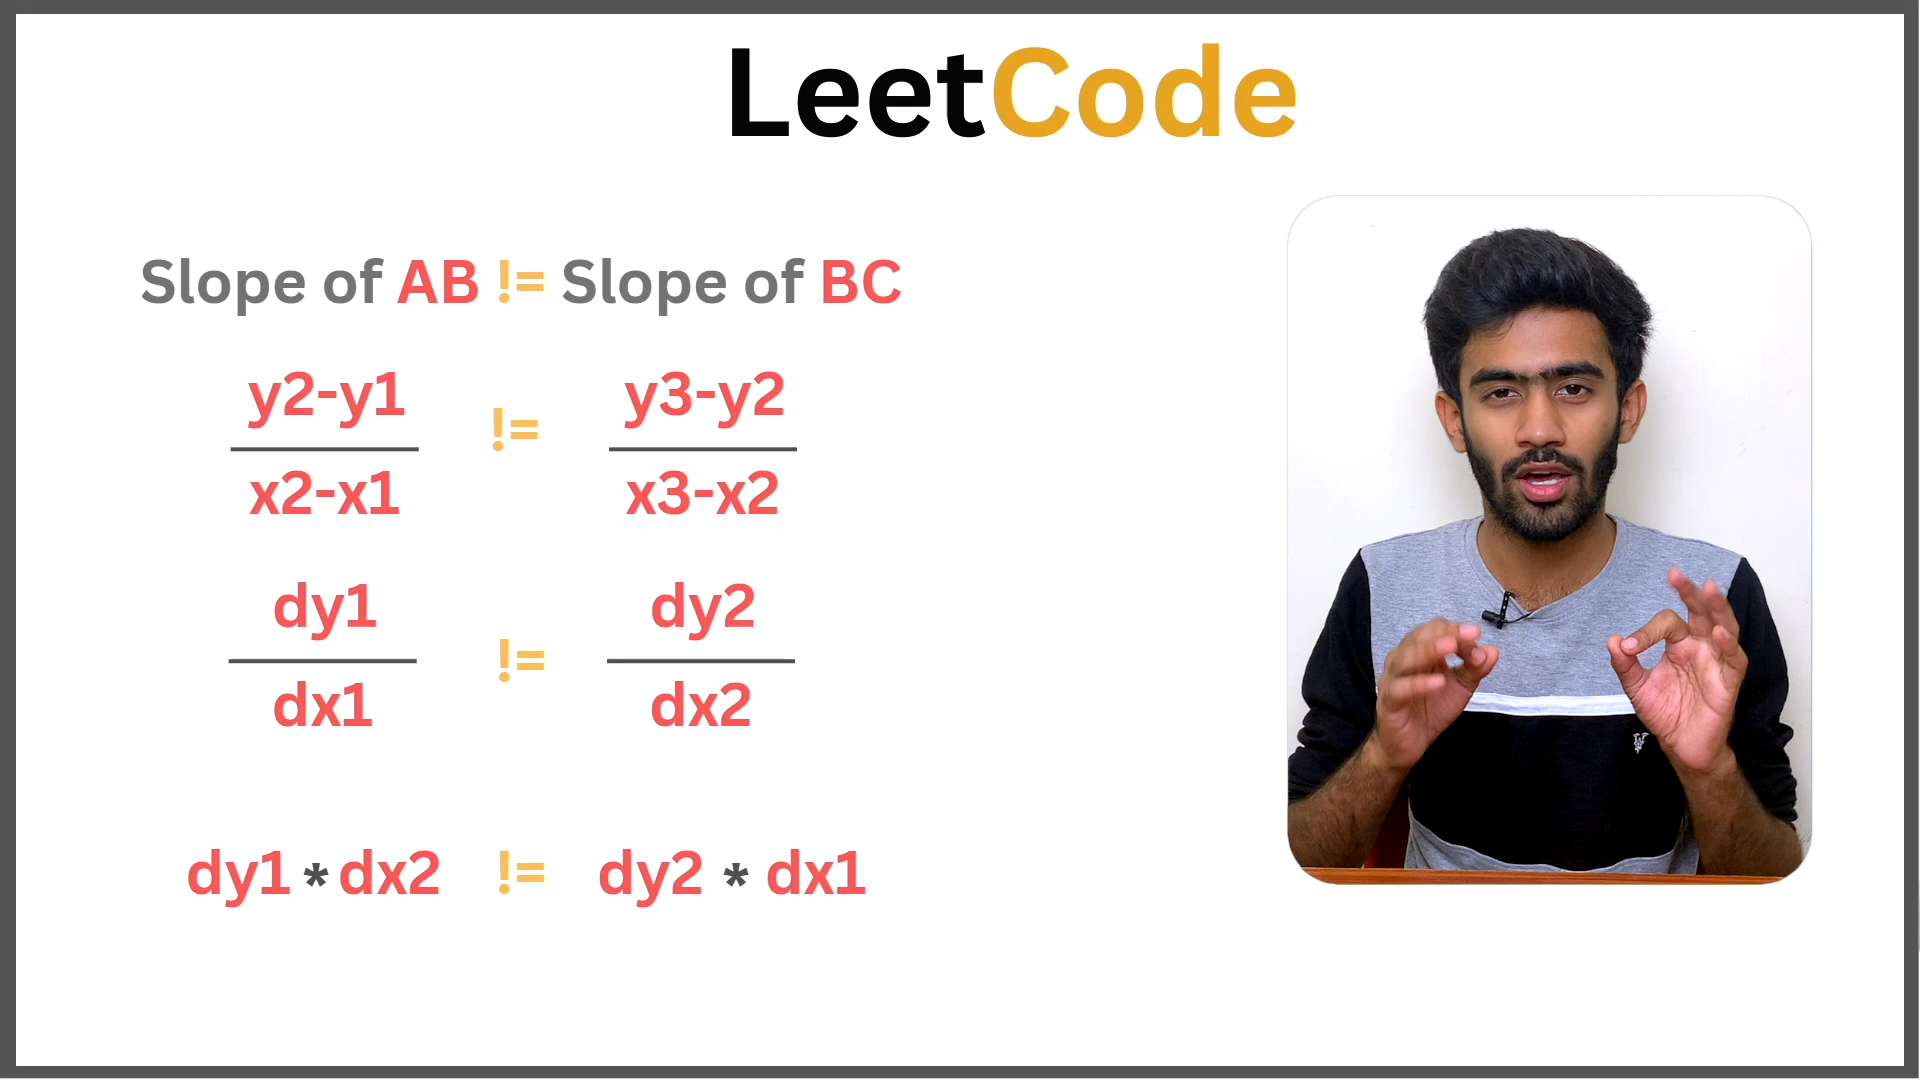 LeetCode
Slope of AB != Slope of BC
y2-y1 != y3-y2
x2-x1 x3-x2
dy1 != dy2
dx1 dx2
dy1 * dx2 != dy2 * dx1